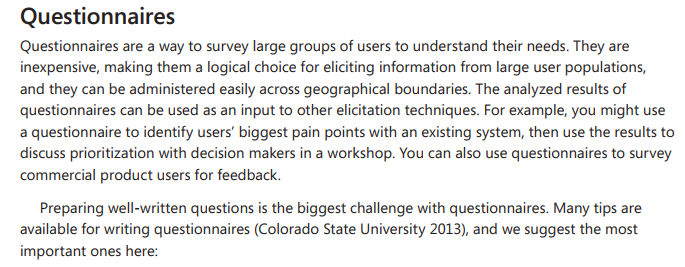 Questionnaires
Questionnaires are a way to survey large groups of users to understand their needs. They are
inexpensive, making them a logical choice for eliciting information from large user populations,
and they can be administered easily across geographical boundaries. The analyzed results of
questionnaires can be used as an input to other elicitation techniques. For example, you might use
a questionnaire to identify users’ biggest pain points with an existing system, then use the results to
discuss prioritization with decision makers in a workshop. You can also use questionnaires to survey
commercial product users for feedback.
Preparing well-written questions is the biggest challenge with questionnaires. Many tips are
available for writing questionnaires (Colorado State University 2013), and we suggest the most
important ones here: